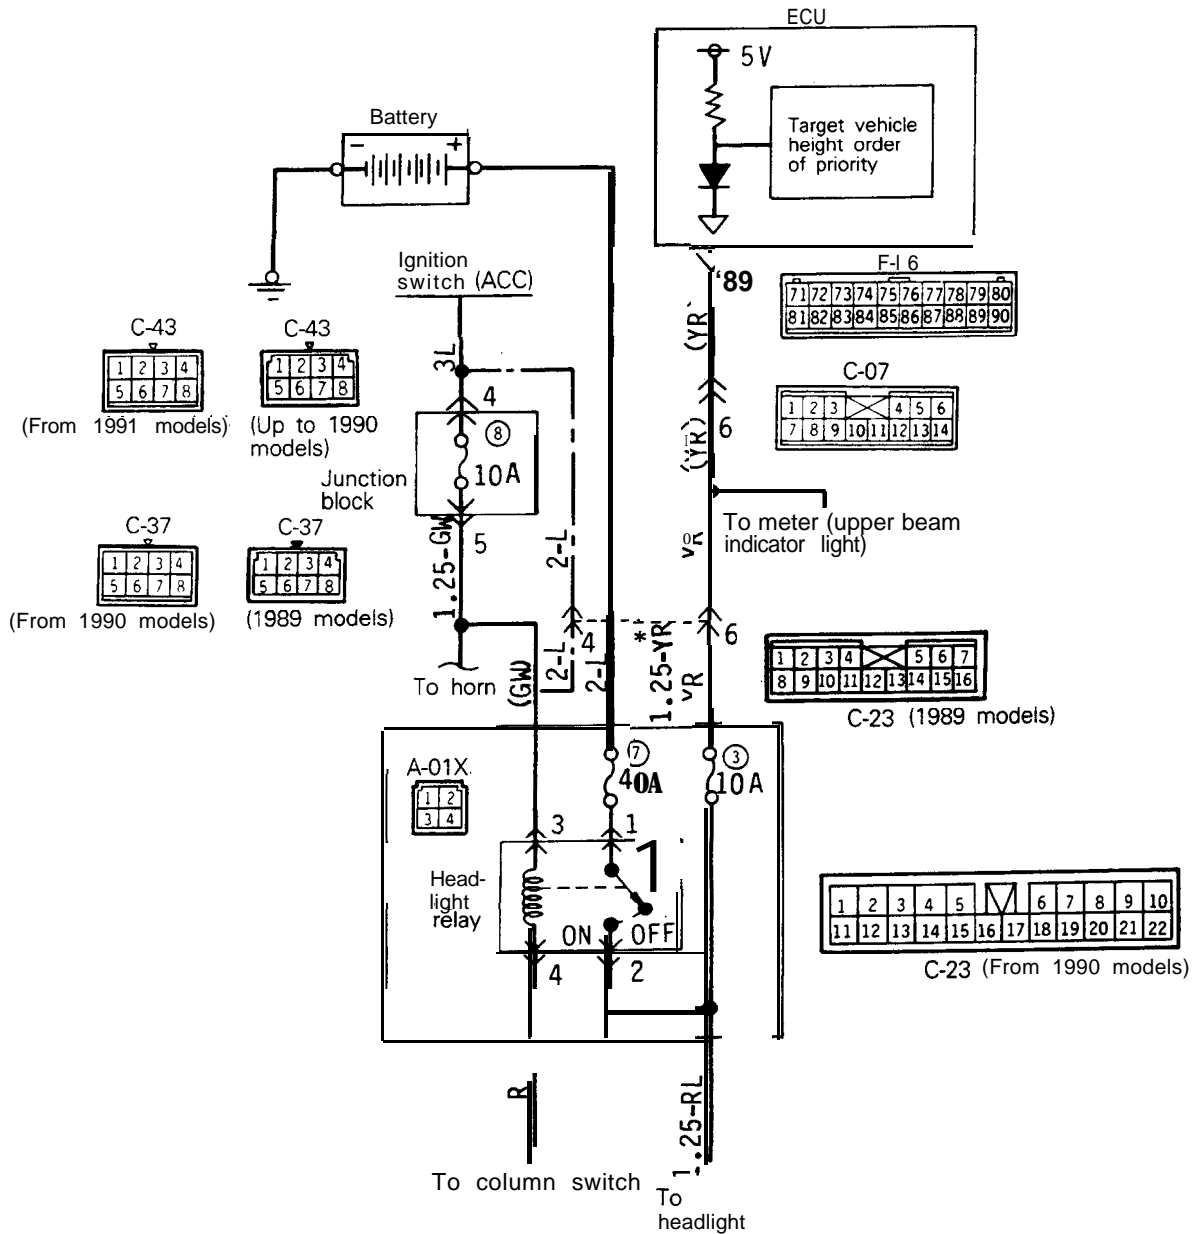 ECU
5V
Target vehicle
height order
of priority
Battery
- +
Ignition
switch (ACC)
'89
F-I 6
71 72 73 74 75 76 77 78 79 80
81 82 83 84 85 86 87 88 89 90
(YR)
C-43
1 2 3 4
5 6 7 8
(From 1991 models)
C-43
1 2 3 4
5 6 7 8
(Up to 1990
models)
3L
4
8
10A
Junction
block
5
6
(YR)
C-07
1 2 3 4 5 6
7 8 9 10 11 12 13 14
To meter (upper beam
indicator light)
C-37
1 2 3 4
5 6 7 8
(From 1990 models)
C-37
1 2 3 4
5 6 7 8
(1989 models)
1.25-GW
2-L
4
*
6
To horn
(GW)
2-L
2-L
1.25-YR
1 2 3 4 5 6 7
8 9 10 11 12 13 14 15 16
C-23 (1989 models)
A-01X
1 2
3 4
7
40A
3
10A
3
1
1
Head-
light
relay
ON
OFF
4
2
1 2 3 4 5 6 7 8 9 10
11 12 13 14 15 16 17 18 19 20 21 22
C-23 (From 1990 models)
R
1.25-RL
To column switch
To
headlight